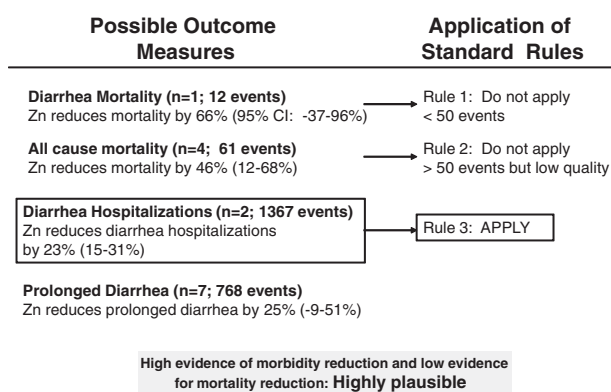 Possible Outcome
Measures
Application of
Standard Rules
Diarrhea Mortality (n=1; 12 events)
Zn reduces mortality by 66% (95% CI: -37-96%)
Rule 1: Do not apply
< 50 events
All cause mortality (n=4; 61 events)
Zn reduces mortality by 46% (12-68%)
Rule 2: Do not apply
> 50 events but low quality
Diarrhea Hospitalizations (n=2; 1367 events)
Zn reduces diarrhea hospitalizations
by 23% (15-31%)
Rule 3: APPLY
Prolonged Diarrhea (n=7; 768 events)
Zn reduces prolonged diarrhea by 25% (-9-51%)
High evidence of morbidity reduction and low evidence
for mortality reduction: Highly plausible